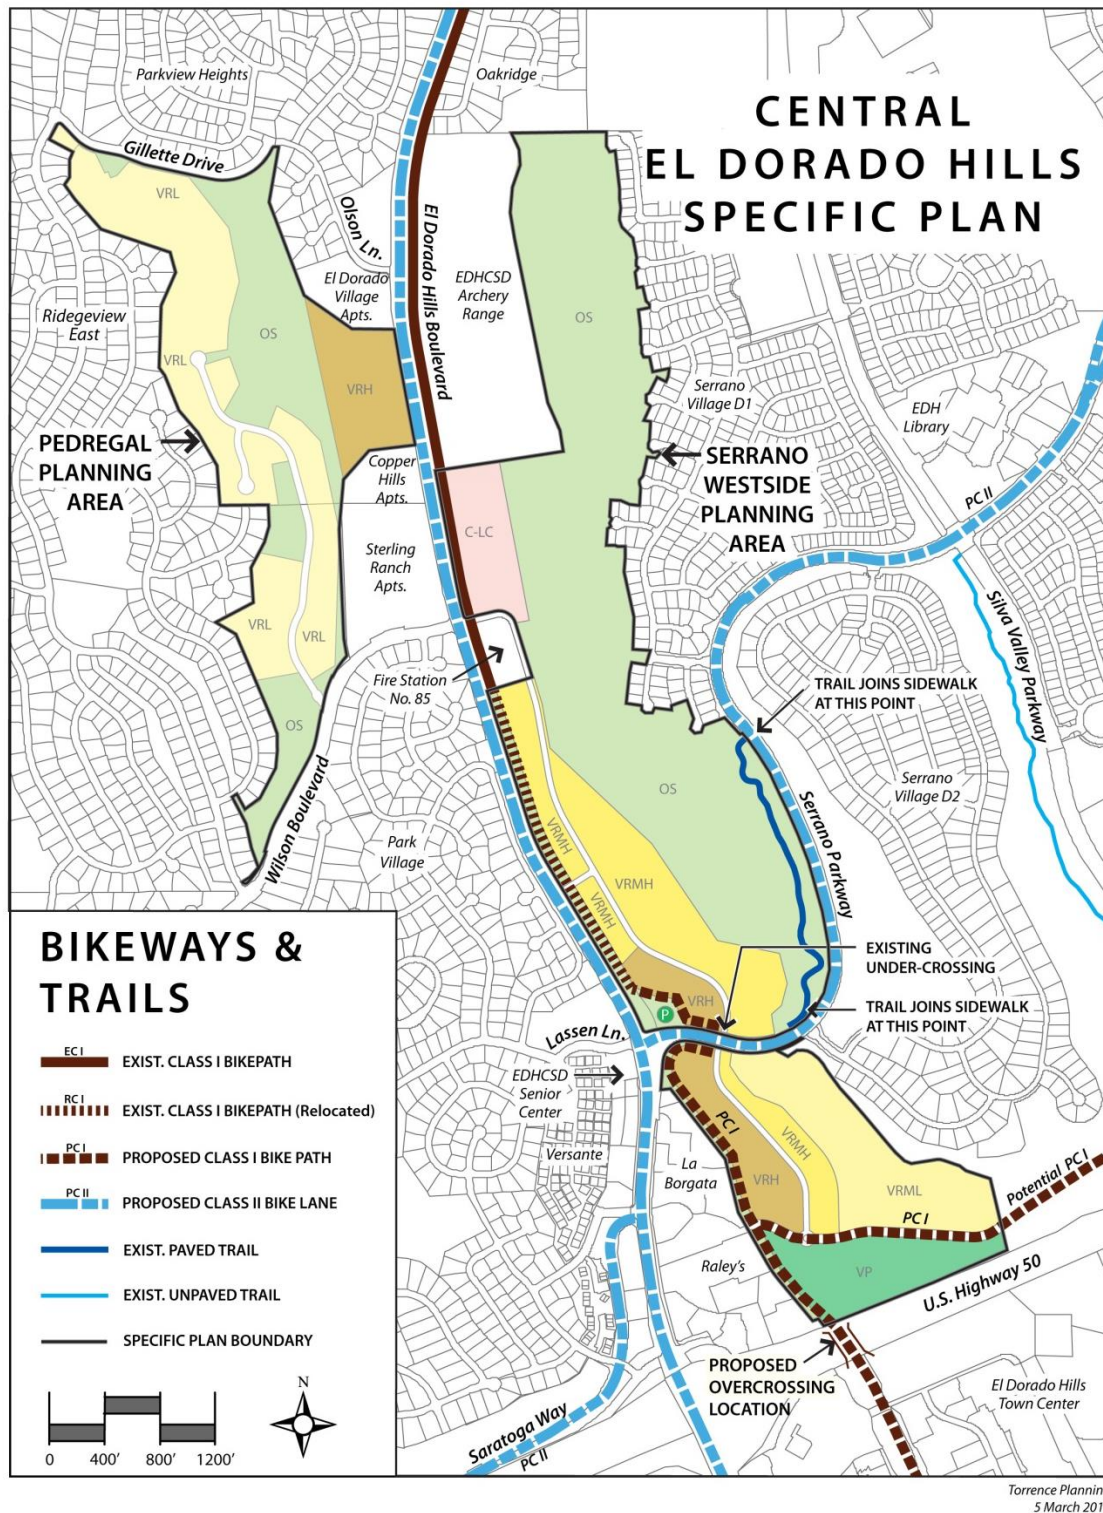 CENTRAL
EL DORADO HILLS
SPECIFIC PLAN
Parkview Heights
Oakridge
Gillette Drive
VRL
Olson Ln.
El Dorado
Village
Apts.
El Dorado Hills Boulevard
EDHCSD
Archery
Range
OS
OS
Ridgeview
East
VRL
VRH
Serrano
Village D1
EDH
Library
PEDREGAL
PLANNING
AREA
Copper
Hills
Apts.
SERRANO
WESTSIDE
PLANNING
AREA
PC II
C-LC
Sterling
Ranch
Apts.
VRL
VRL
Silva Valley Parkway
Fire Station
No. 85
TRAIL JOINS SIDEWALK
AT THIS POINT
OS
OS
Serrano
Village D2
Serrano Parkway
Wilson Boulevard
Park
Village
VRMH
VRMH
VRMH
EXISTING
UNDER-CROSSING
VRH
P
TRAIL JOINS SIDEWALK
AT THIS POINT
Lassen Ln.
EDHCSD
Senior
Center
PC I
VRMH
Versante
La
Borgata
VRH
VRML
Potential PC I
PC I
Raley's
VP
U.S. Highway 50
PROPOSED
OVERCROSSING
LOCATION
El Dorado Hills
Town Center
Saratoga Way
PC II
BIKEWAYS &
TRAILS
EC I
EXIST. CLASS I BIKEPATH
RC I
EXIST. CLASS I BIKEPATH (Relocated)
PC I
PROPOSED CLASS I BIKE PATH
PC II
PROPOSED CLASS II BIKE LANE
EXIST. PAVED TRAIL
EXIST. UNPAVED TRAIL
SPECIFIC PLAN BOUNDARY
N
0 400' 800' 1200'
Torrence Plannin
5 March 201